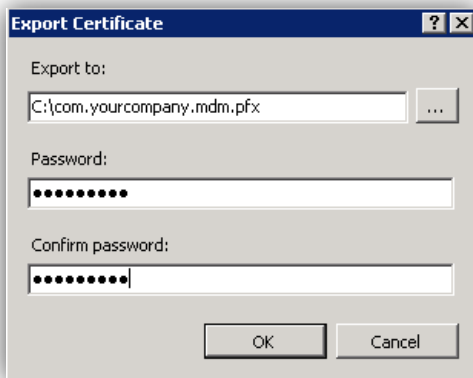 Export Certificate
Export to:
C:\com.yourcompany.mdm.pfx
...
Password:
●●●●●●●●●
Confirm password:
●●●●●●●●●
OK Cancel